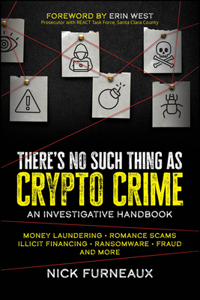 FOREWORD BY ERIN WEST
Prosecutor with REACT Task Force, Santa Clara County
THERE'S NO SUCH THING AS
CRYPTO CRIME
AN INVESTIGATIVE HANDBOOK
MONEY LAUNDERING • ROMANCE SCAMS
ILLICIT FINANCING • RANSOMWARE • FRAUD
AND MORE
NICK FURNEAUX